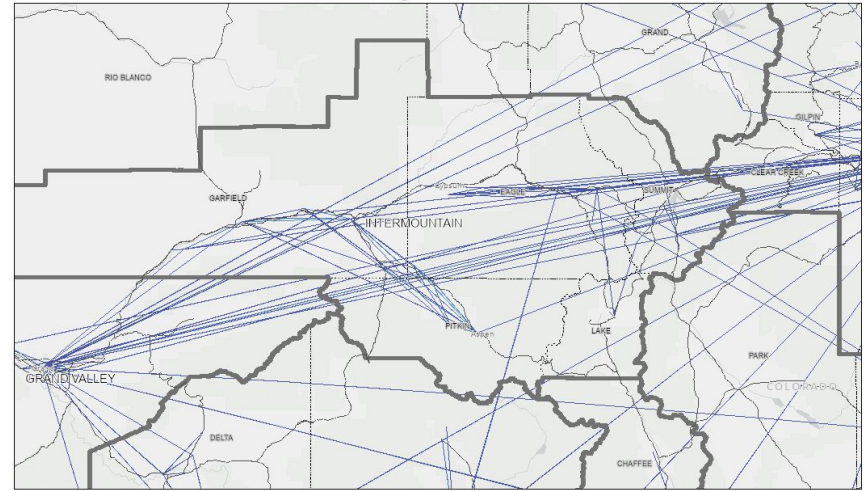 GRAND
RIO BLANCO
GILPIN
CLEAR CREEK
Gypsum
EAGLE
SUMMIT
GARFIELD
INTERMOUNTAIN
PITKIN
Aspen
LAKE
PARK
GRAND VALLEY
COLORADO
DELTA
CHAFFEE